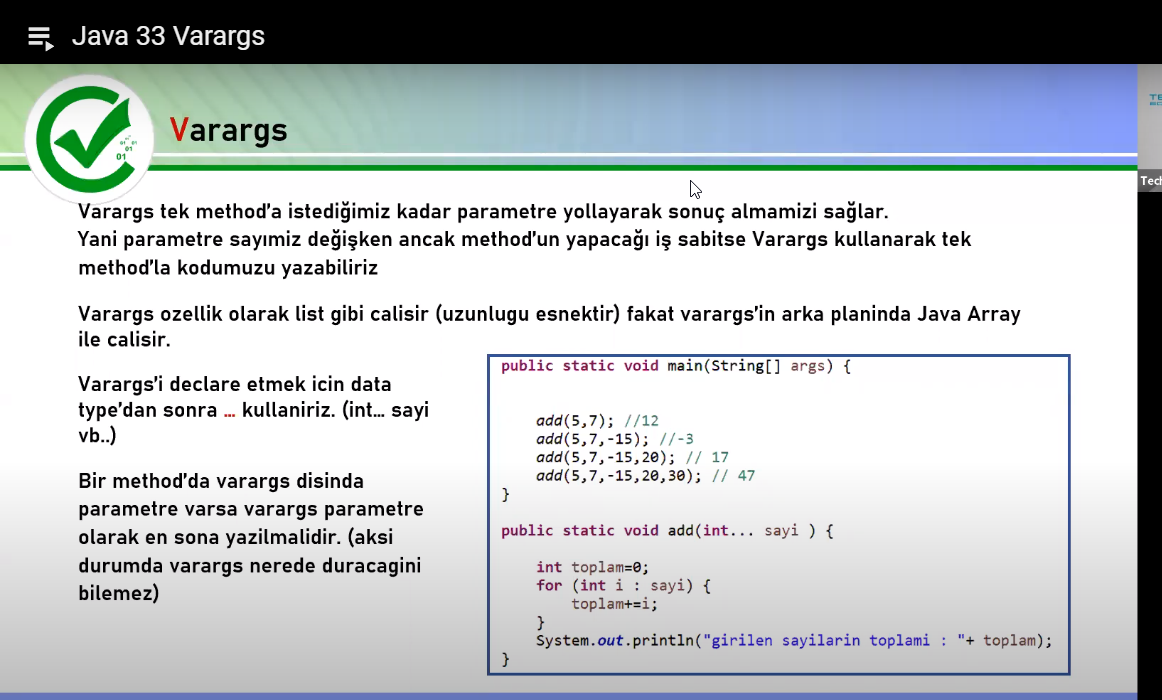 Java 33 Varargs
Varargs
Varargs tek method'a istediğimiz kadar parametre yollayarak sonuç almamizi sağlar.
Yani parametre sayımiz değişken ancak method'un yapacağı iş sabitse Varargs kullanarak tek
method'la kodumuzu yazabiliriz
Varargs ozellik olarak list gibi calisir (uzunlugu esnektir) fakat varargs'in arka planinda Java Array
ile calisir.
Varargs'i declare etmek icin data
type'dan sonra ... kullaniriz. (int... sayi
vb..)
Bir method'da varargs disinda
parametre varsa varargs parametre
olarak en sona yazilmalidir. (aksi
durumda varargs nerede duracagini
bilemez)
public static void main(String[] args) {
add(5,7); //12
add(5,7,-15); //-3
add(5,7,-15,20); // 17
add(5,7,-15,20,30); // 47
}
public static void add(int... sayi ) {
int toplam=0;
for (int i : sayi) {
toplam+=i;
}
System.out.println("girilen sayilarin toplami : "+ toplam);
}
01 01
01
01
Tech